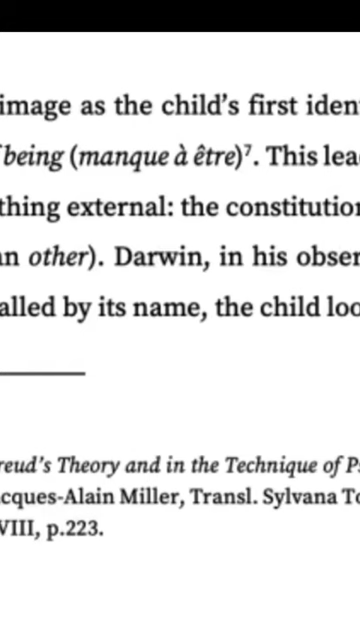 image as the child's first iden
being (manque à être)⁷. This lea
thing external: the constitution
an other). Darwin, in his obser
alled by its name, the child loo
reud's Theory and in the Technique of P
cques-Alain Miller, Transl. Sylvana To
VIII, p.223.